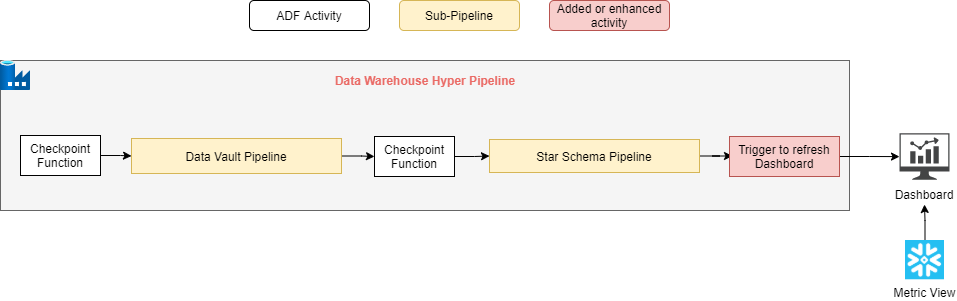 ADF Activity
Sub-Pipeline
Added or enhanced
activity
Data Warehouse Hyper Pipeline
Checkpoint
Function
Data Vault Pipeline
Checkpoint
Function
Star Schema Pipeline
Trigger to refresh
Dashboard
Dashboard
Metric View